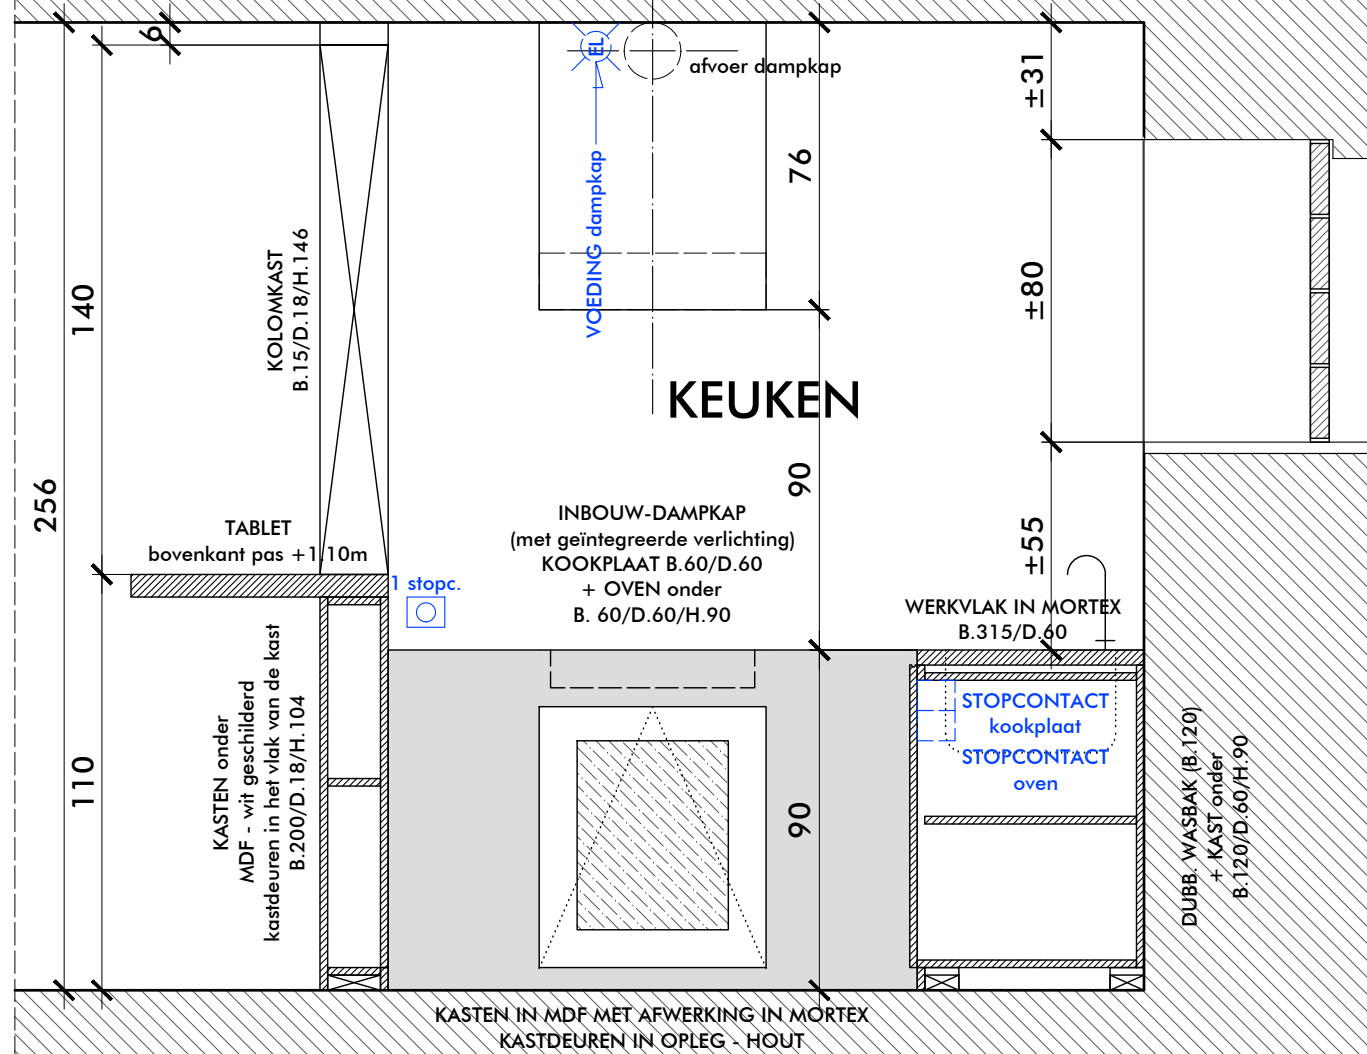 6
EL
afvoer dampkap
±31
76
VOEDING dampkap
KOLOMKAST
B.15/D.18/H.146
140
±80
KEUKEN
256
90
TABLET
bovenkant pas +1.10m
INBOUW-DAMPKAP
(met geïntegreerde verlichting)
KOOKPLAAT B.60/D.60
+ OVEN onder
B. 60/D.60/H.90
±55
1 stopc.
WERKVLAK IN MORTEX
B.315/D.60
KASTEN onder
MDF - wit geschilderd
kastdeuren in het vlak van de kast
B.200/D.18/H.104
110
90
STOPCONTACT
kookplaat
STOPCONTACT
oven
DUBB. WASBAK (B.120)
+ KAST onder
B.120/D.60/H.90
KASTEN IN MDF MET AFWERKING IN MORTEX
KASTDEUREN IN OPLEG - HOUT